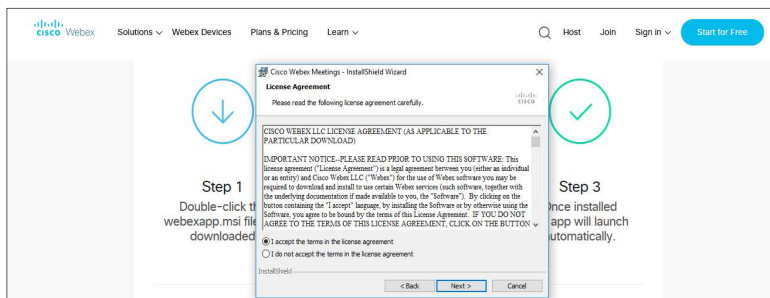 CISCO Webex Solutions Webex Devices Plans & Pricing Learn Host Join Sign in Start for Free
Cisco Webex Meetings - InstallShield Wizard
License Agreement
Please read the following license agreement carefully.
CISCO
CISCO WEBEX LLC LICENSE AGREEMENT (AS APPLICABLE TO THE
PARTICULAR DOWNLOAD)
IMPORTANT NOTICE--PLEASE READ PRIOR TO USING THIS SOFTWARE: This
license agreement ("License Agreement") is a legal agreement between you (either an individual
or an entity) and Cisco Webex LLC ("Webex") for the use of Webex software you may be
required to download and install to use certain Webex services (such software, together with
the underlying documentation if made available to you, the "Software"). By clicking on the
button containing the "I accept" language, by installing the Software or by otherwise using the
Software, you agree to be bound by the terms of this License Agreement. IF YOU DO NOT
AGREE TO THE TERMS OF THIS LICENSE AGREEMENT, CLICK ON THE BUTTON
I accept the terms in the license agreement
I do not accept the terms in the license agreement
InstallShield
< Back Next > Cancel
Step 1
Double-click th
webexapp.msi file
downloaded
Step 3
Once installed
app will launch
automatically.